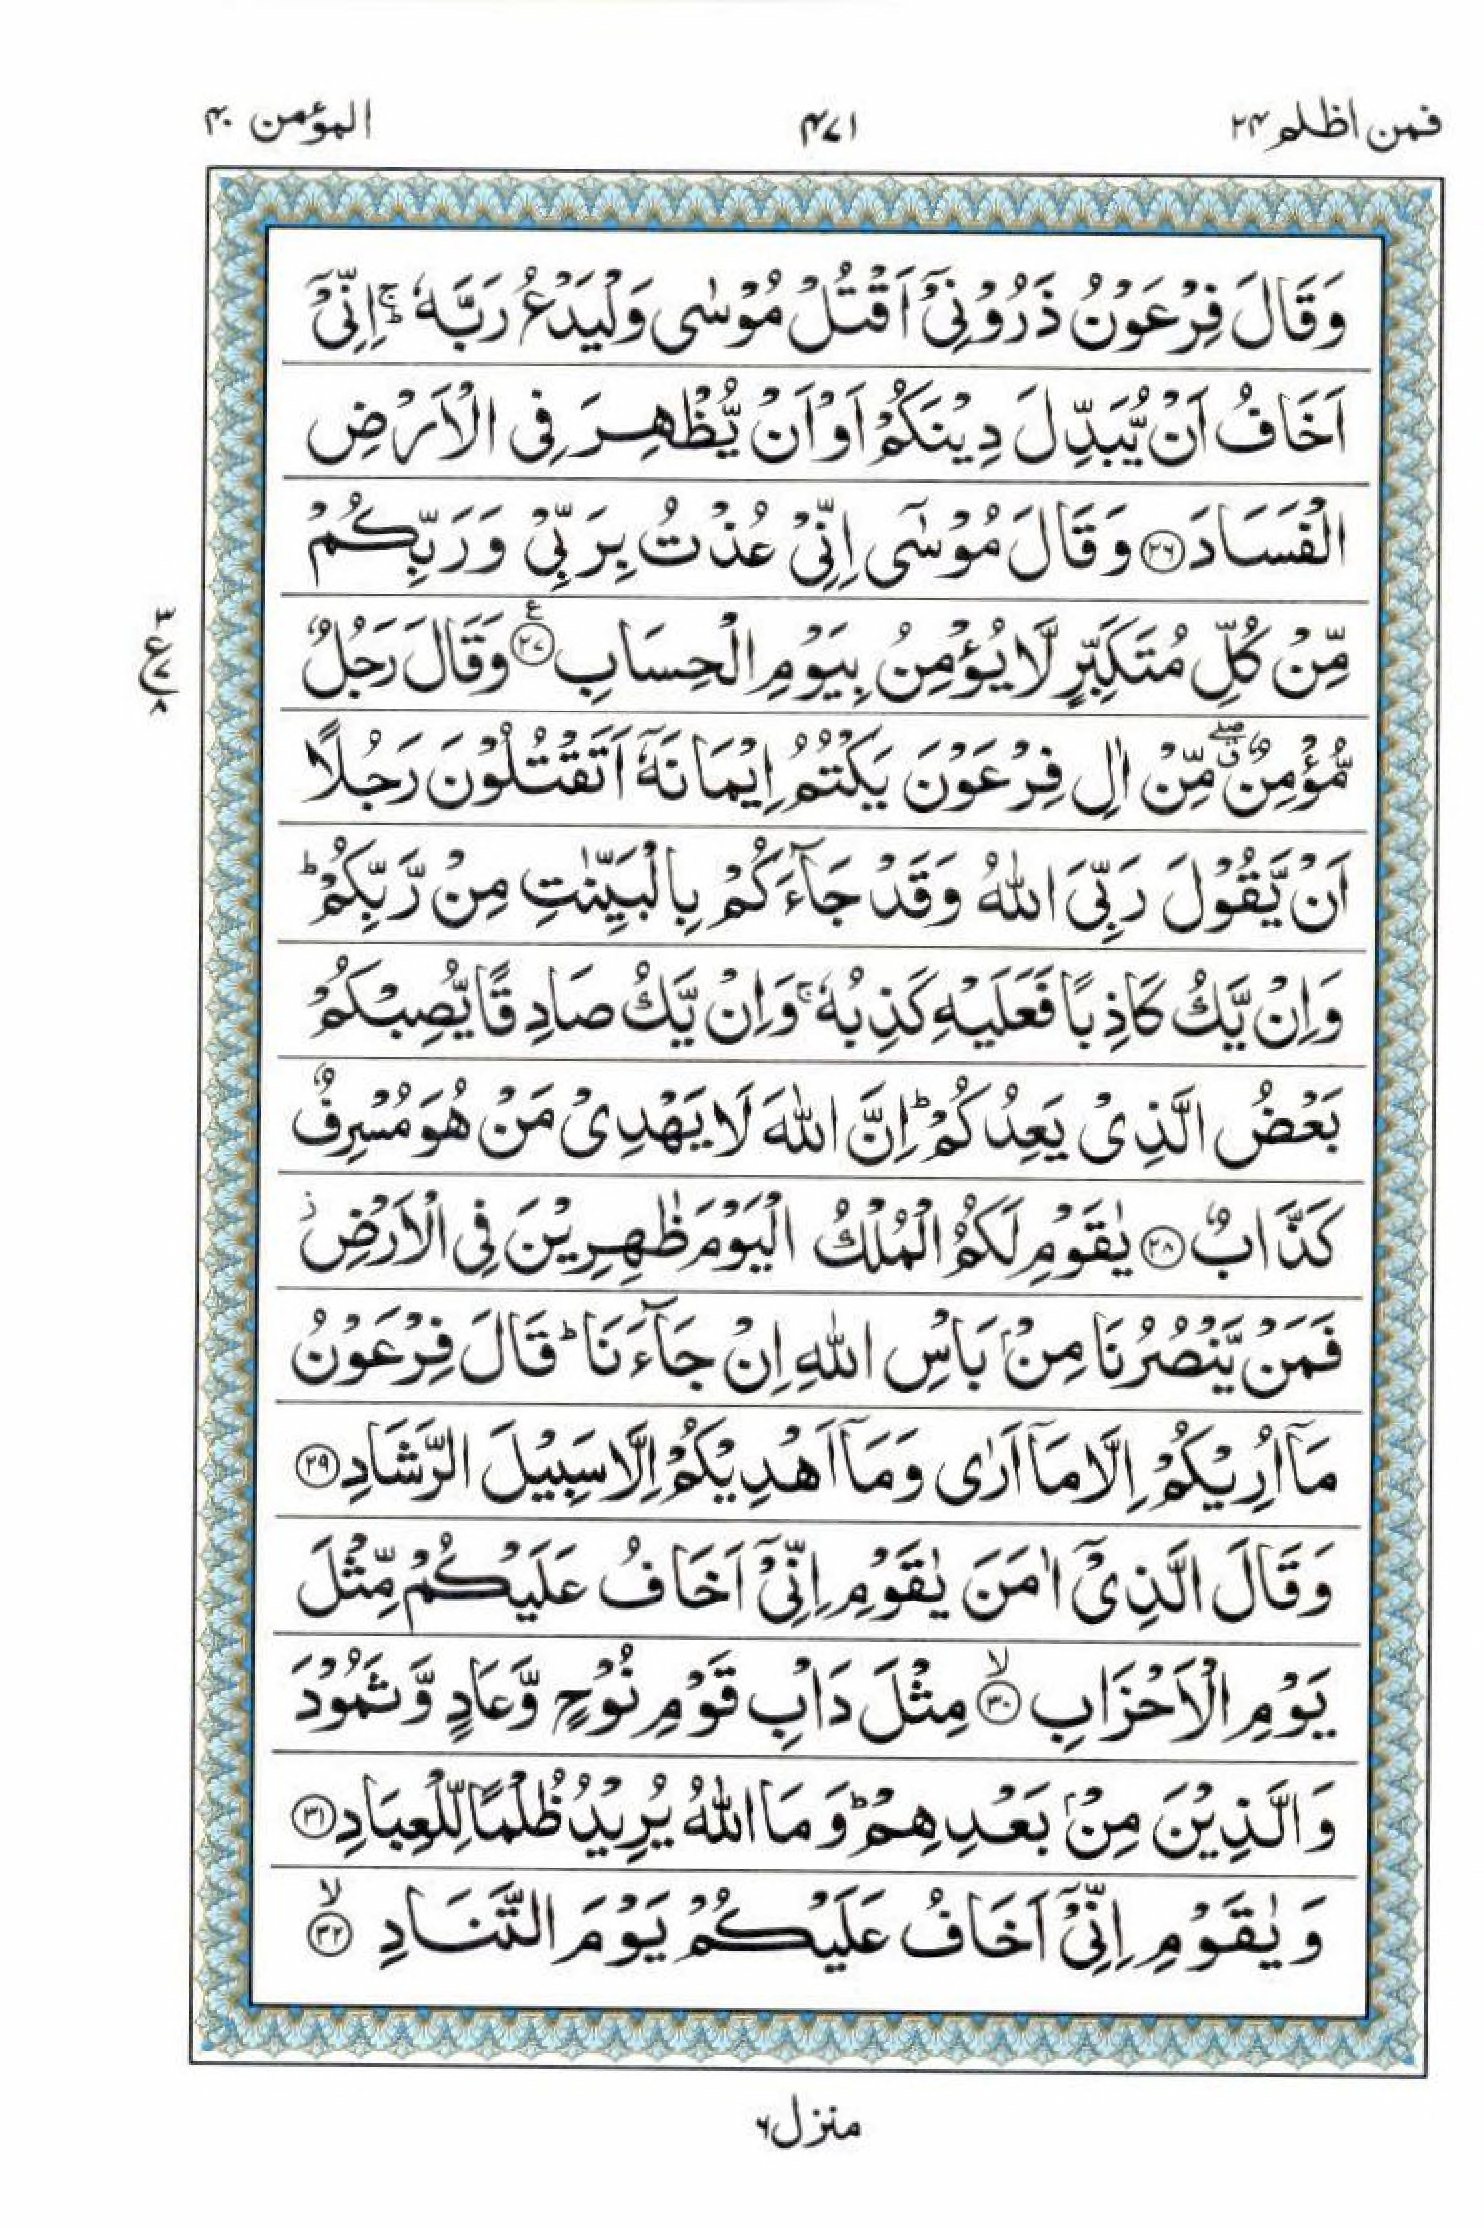 فمن اظلم ۲۴
۴۷۱
المؤمن ۴۰
وَقَالَ فِرْعَوْنُ ذَرُوْنِیْۤ اَقْتُلْ مُوْسٰی وَلْیَدْعُ رَبَّهٗ ۚؕ اِنِّیْۤ
اَخَافُ اَنْ یُّبَدِّلَ دِیْنَكُمْ اَوْ اَنْ یُّظْهِرَ فِی الْاَرْضِ
الْفَسَادَ ﴿۲۶﴾ وَقَالَ مُوْسٰۤی اِنِّیْ عُذْتُ بِرَبِّیْ وَرَبِّكُمْ
مِّنْ كُلِّ مُتَكَبِّرٍ لَّا یُؤْمِنُ بِیَوْمِ الْحِسَابِ ﴿۲۷﴾ ع وَقَالَ رَجُلٌ
۳ ع ۷ ۸
مُّؤْمِنٌ ۖق مِّنْ اٰلِ فِرْعَوْنَ یَكْتُمُ اِیْمَانَهٗۤ اَتَقْتُلُوْنَ رَجُلًا
اَنْ یَّقُوْلَ رَبِّیَ اللّٰهُ وَقَدْ جَآءَكُمْ بِالْبَیِّنٰتِ مِنْ رَّبِّكُمْ ؕ
وَاِنْ یَّكُ كَاذِبًا فَعَلَیْهِ كَذِبُهٗ ۚ وَاِنْ یَّكُ صَادِقًا یُّصِبْكُمْ
بَعْضُ الَّذِیْ یَعِدُكُمْ ؕ اِنَّ اللّٰهَ لَا یَهْدِیْ مَنْ هُوَ مُسْرِفٌ
كَذَّابٌ ﴿۲۸﴾ یٰقَوْمِ لَكُمُ الْمُلْكُ الْیَوْمَ ظٰهِرِیْنَ فِی الْاَرْضِ ز
فَمَنْ یَّنْصُرُنَا مِنْۢ بَاْسِ اللّٰهِ اِنْ جَآءَنَا ؕ قَالَ فِرْعَوْنُ
مَاۤ اُرِیْكُمْ اِلَّا مَاۤ اَرٰی وَمَاۤ اَهْدِیْكُمْ اِلَّا سَبِیْلَ الرَّشَادِ ﴿۲۹﴾
وَقَالَ الَّذِیْۤ اٰمَنَ یٰقَوْمِ اِنِّیْۤ اَخَافُ عَلَیْكُمْ مِّثْلَ
یَوْمِ الْاَحْزَابِ ﴿۳۰﴾ۙ مِثْلَ دَاْبِ قَوْمِ نُوْحٍ وَّعَادٍ وَّثَمُوْدَ
وَالَّذِیْنَ مِنْۢ بَعْدِهِمْ ؕ وَمَا اللّٰهُ یُرِیْدُ ظُلْمًا لِّلْعِبَادِ ﴿۳۱﴾
وَیٰقَوْمِ اِنِّیْۤ اَخَافُ عَلَیْكُمْ یَوْمَ التَّنَادِ ﴿۳۲﴾ۙ
منزل ۶